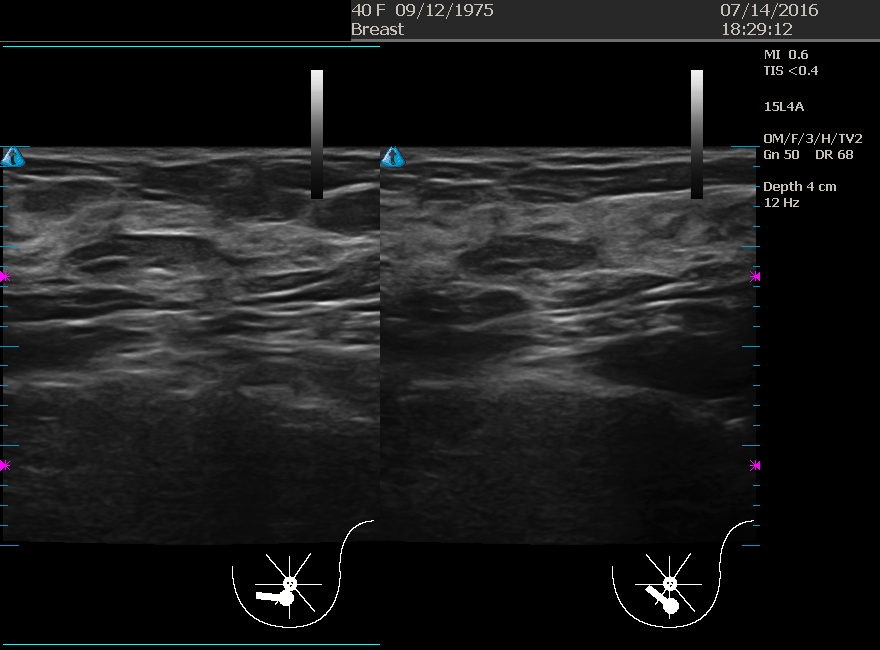 40 F 09/12/1975 07/14/2016
Breast 18:29:12
MI 0.6
TIS <0.4
15L4A
OM/F/3/H/TV2
Gn 50 DR 68
Depth 4 cm
12 Hz